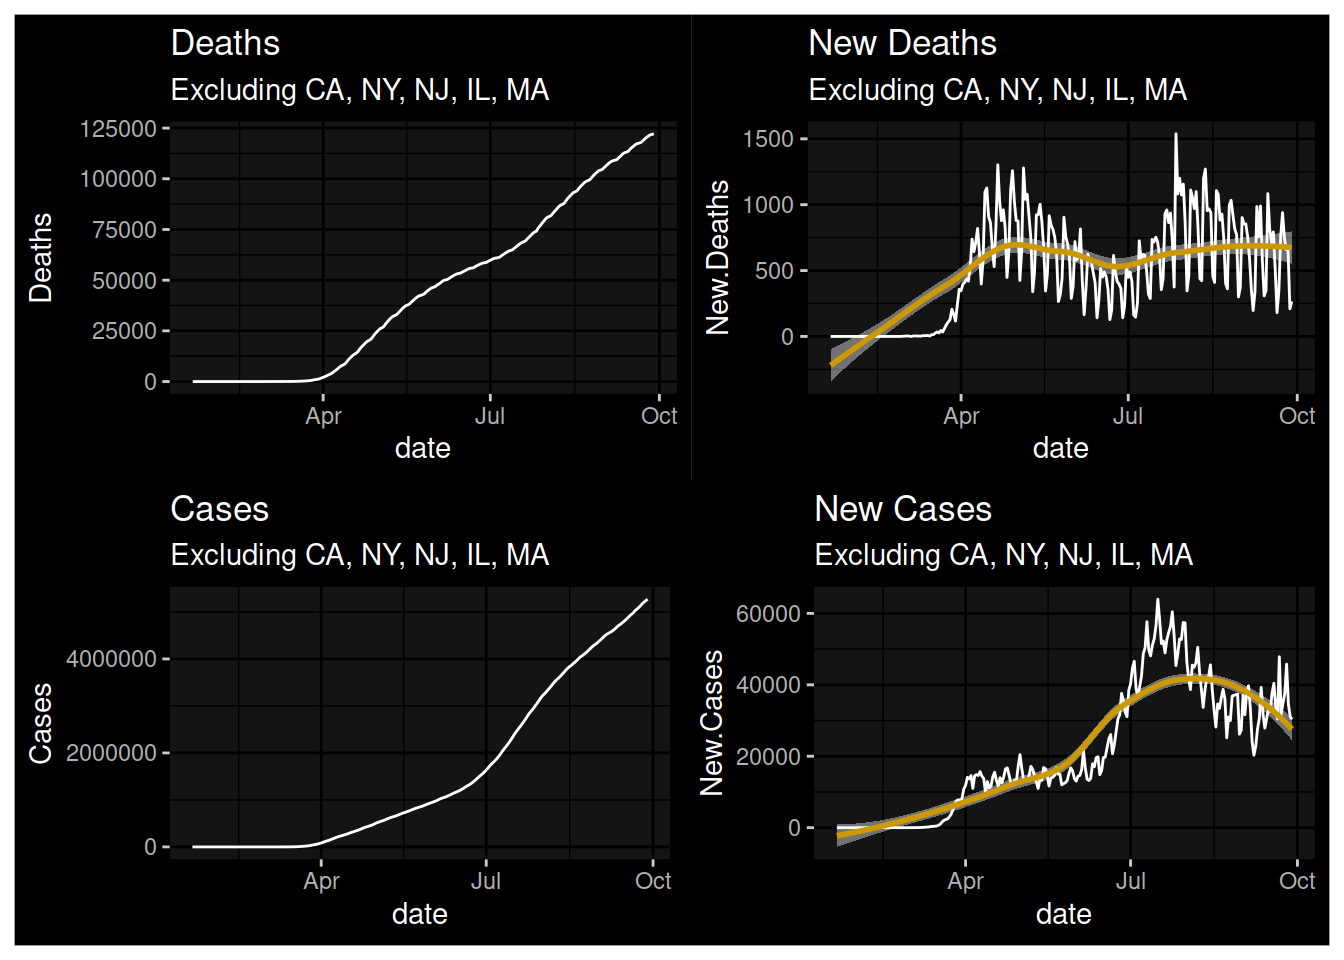 Deaths
Excluding CA, NY, NJ, IL, MA
125000
100000
75000
50000
25000
0
Deaths
Apr Jul Oct
date
New Deaths
Excluding CA, NY, NJ, IL, MA
1500
1000
500
0
New.Deaths
Apr Jul Oct
date
Cases
Excluding CA, NY, NJ, IL, MA
4000000
2000000
0
Cases
Apr Jul Oct
date
New Cases
Excluding CA, NY, NJ, IL, MA
60000
40000
20000
0
New.Cases
Apr Jul Oct
date